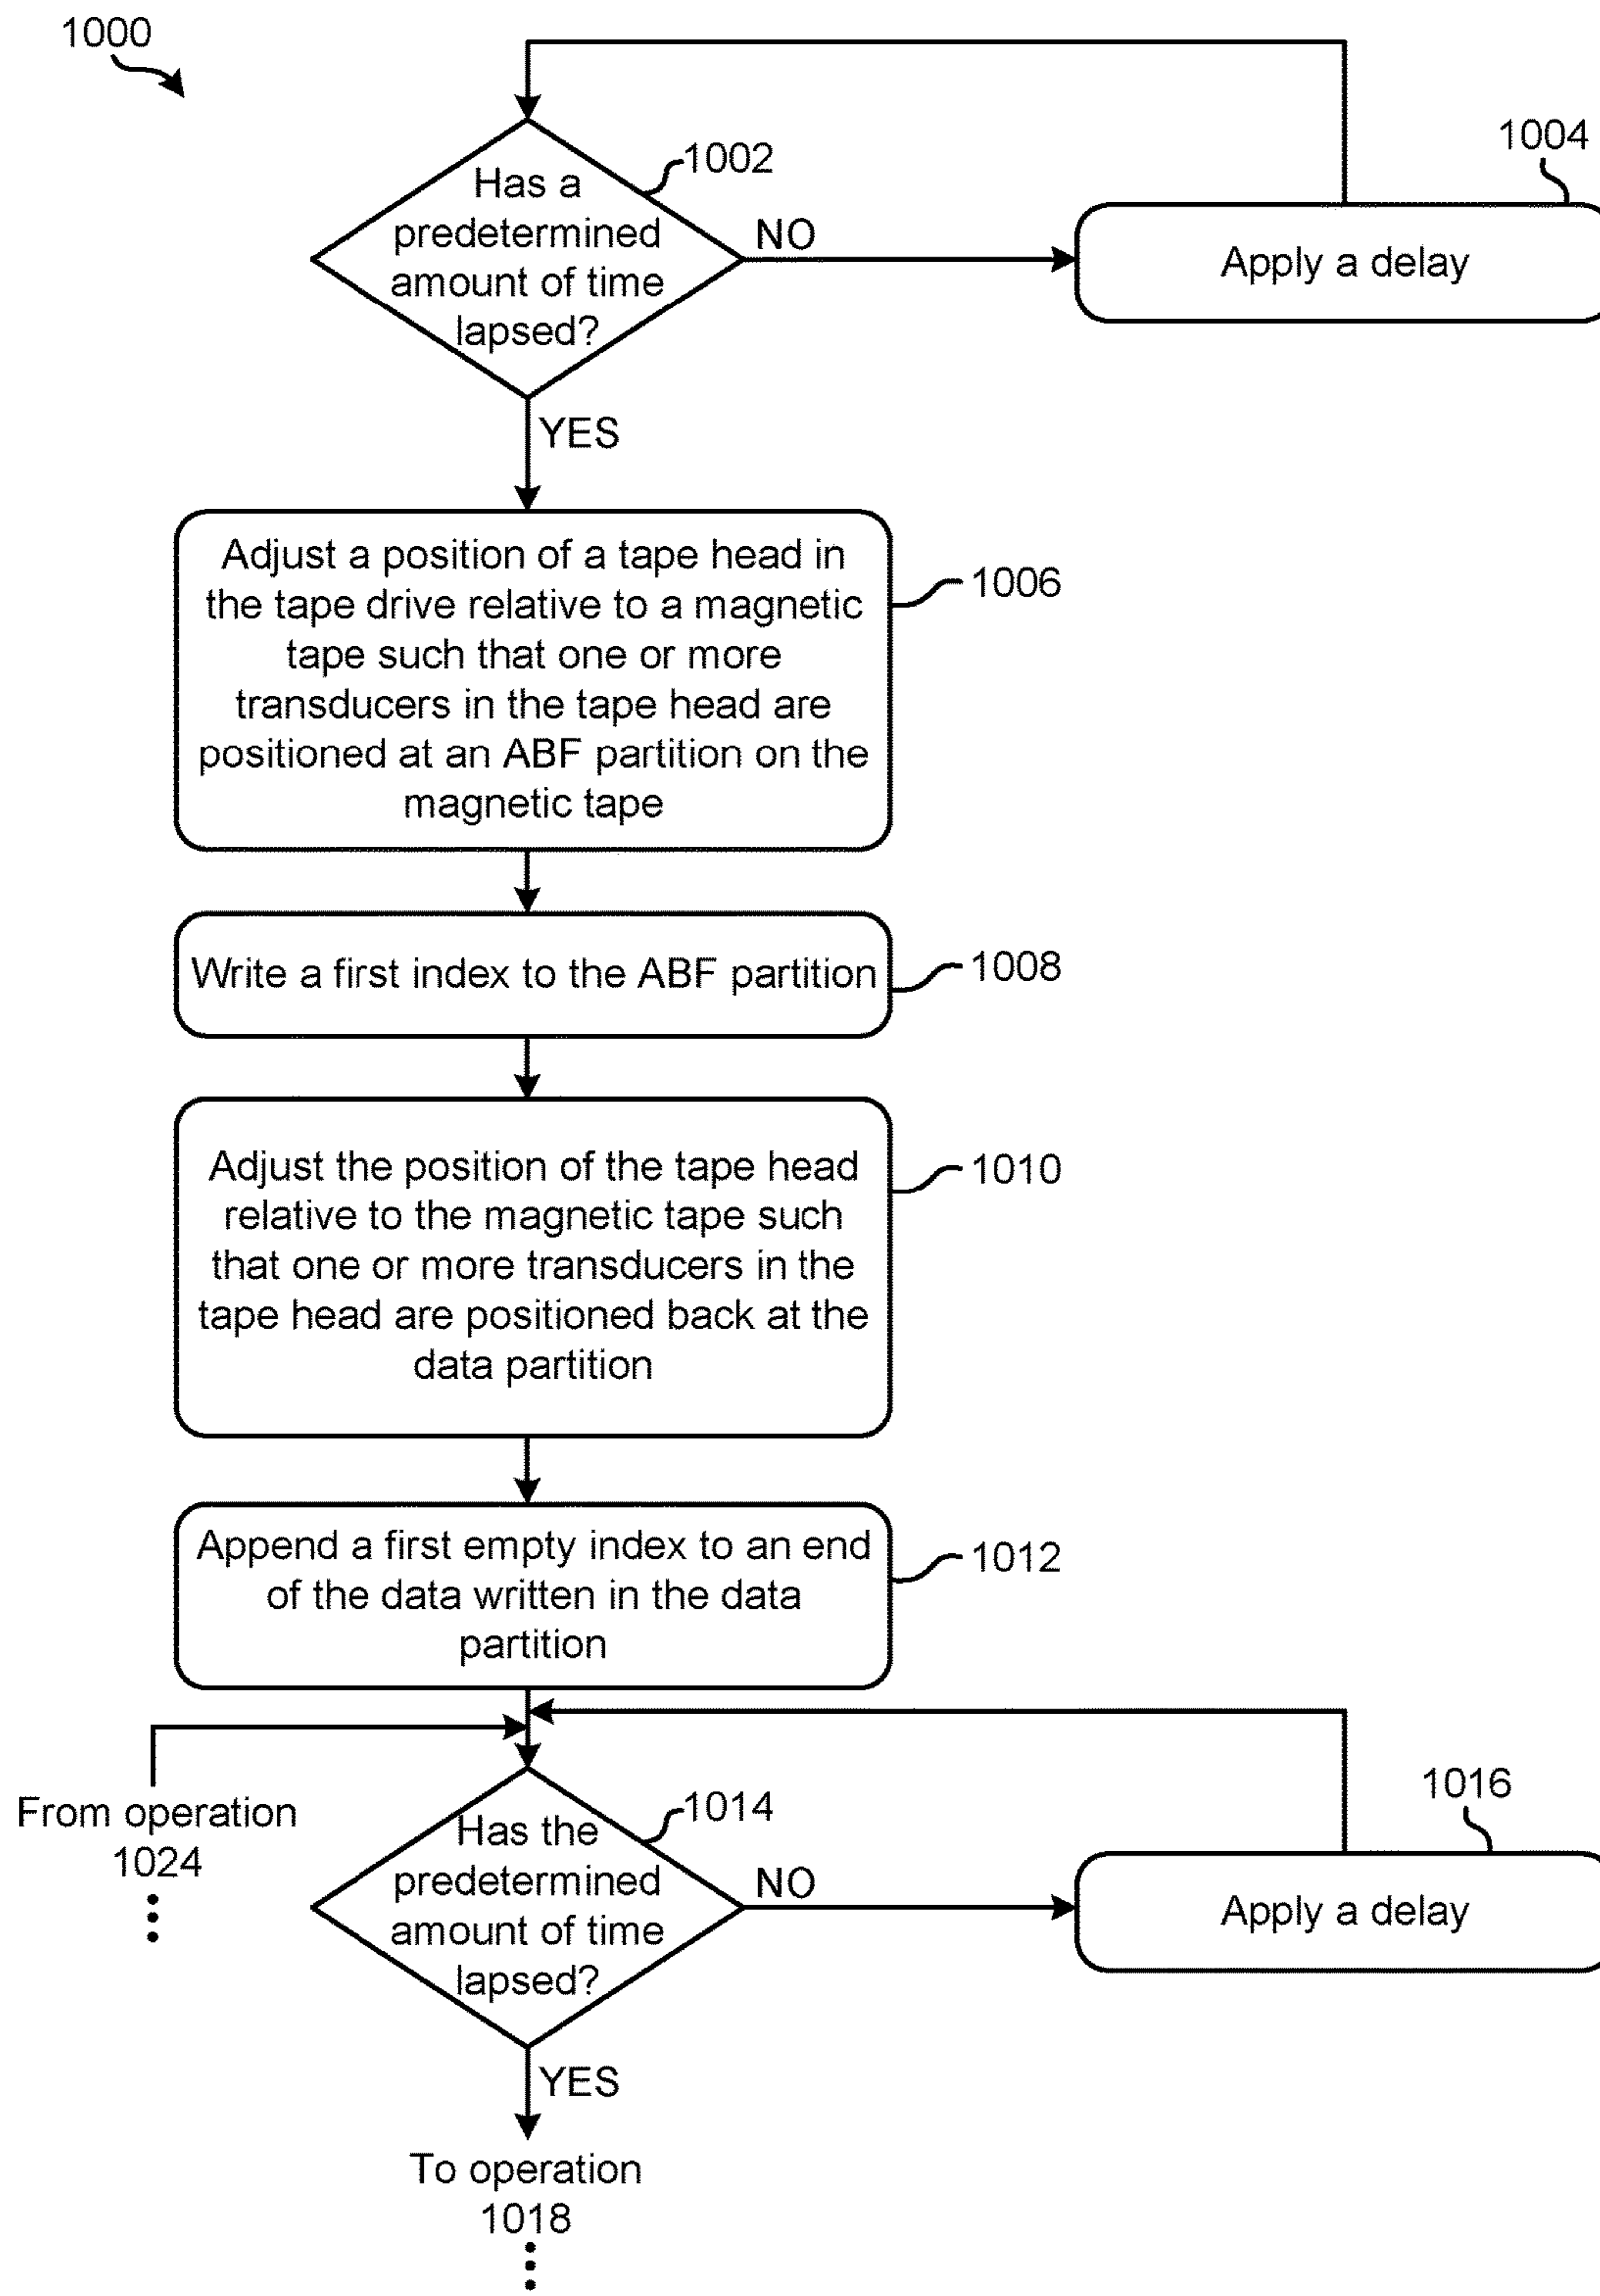 1000
1002
1004
Has a
predetermined
amount of time
lapsed?
NO
Apply a delay
YES
Adjust a position of a tape head in
the tape drive relative to a magnetic
tape such that one or more
transducers in the tape head are
positioned at an ABF partition on the
magnetic tape
1006
Write a first index to the ABF partition
1008
Adjust the position of the tape head
relative to the magnetic tape such
that one or more transducers in the
tape head are positioned back at the
data partition
1010
Append a first empty index to an end
of the data written in the data
partition
1012
From operation
1024
1014
1016
Has the
predetermined
amount of time
lapsed?
NO
Apply a delay
YES
To operation
1018